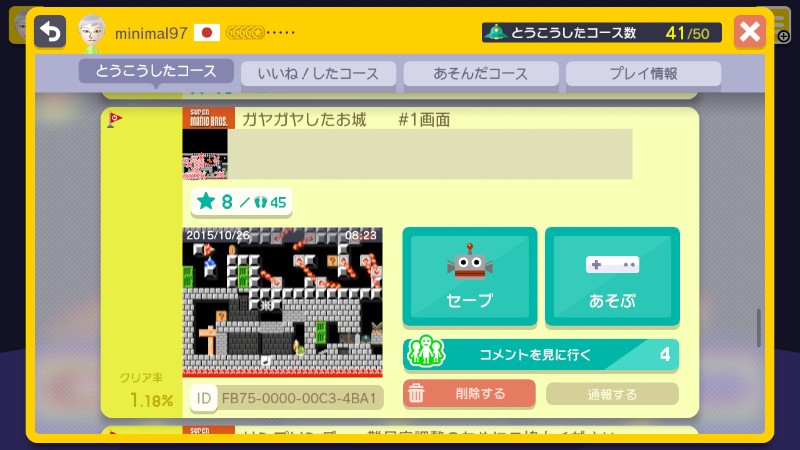 minimal97
とうこうしたコース数 41/50
とうこうしたコース
いいね!したコース
あそんだコース
プレイ情報
SUPER MARIO BROS.
ガヤガヤしたお城 #1画面
8 / 45
2015/10/26 08:23
セーブ
あそぶ
コメントを見に行く 4
クリア率
1.18%
ID FB75-0000-00C3-4BA1
削除する
通報する
SUPER